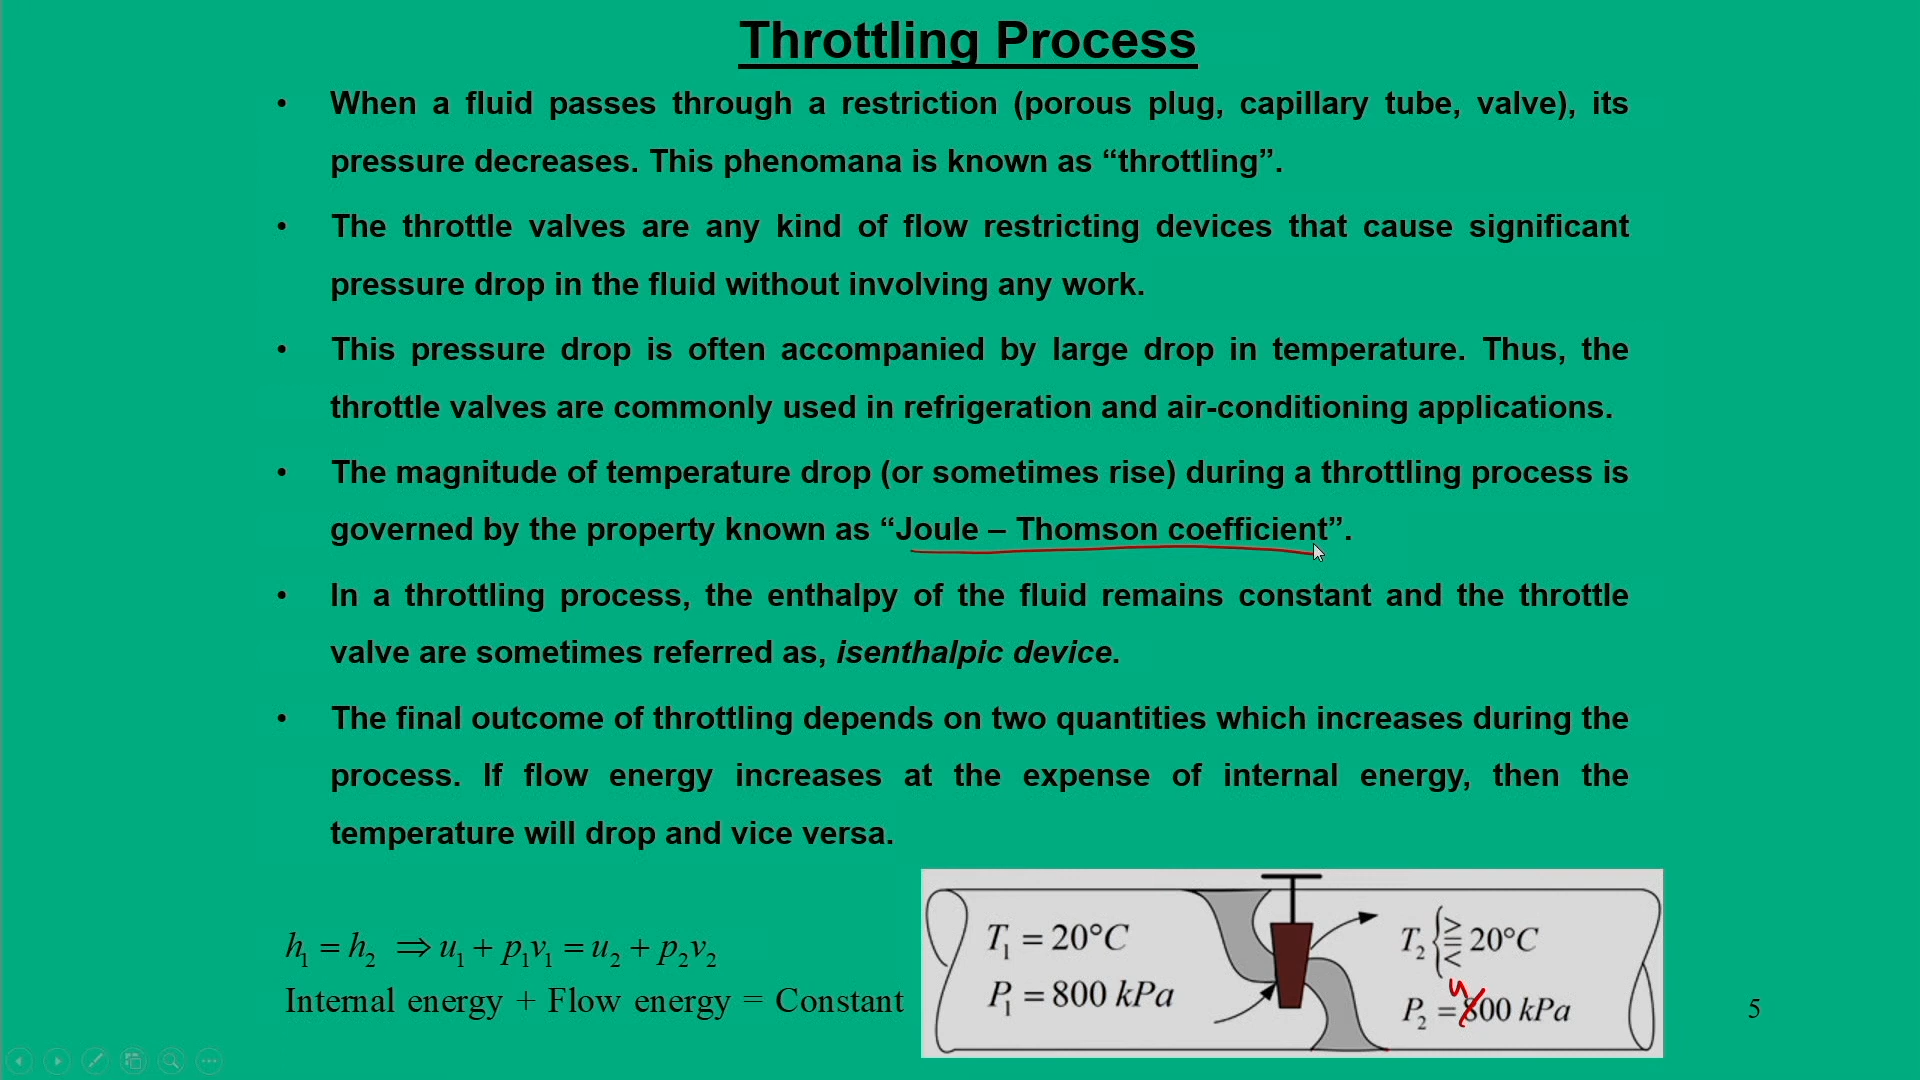 Throttling Process
• When a fluid passes through a restriction (porous plug, capillary tube, valve), its
pressure decreases. This phenomana is known as “throttling”.
• The throttle valves are any kind of flow restricting devices that cause significant
pressure drop in the fluid without involving any work.
• This pressure drop is often accompanied by large drop in temperature. Thus, the
throttle valves are commonly used in refrigeration and air-conditioning applications.
• The magnitude of temperature drop (or sometimes rise) during a throttling process is
governed by the property known as “Joule – Thomson coefficient”.
• In a throttling process, the enthalpy of the fluid remains constant and the throttle
valve are sometimes referred as, isenthalpic device.
• The final outcome of throttling depends on two quantities which increases during the
process. If flow energy increases at the expense of internal energy, then the
temperature will drop and vice versa.
h₁ = h₂ ⇒ u₁ + p₁v₁ = u₂ + p₂v₂
Internal energy + Flow energy = Constant
T₁ = 20°C
P₁ = 800 kPa
T₂ { > = < 20°C
4
P₂ = 800 kPa
5